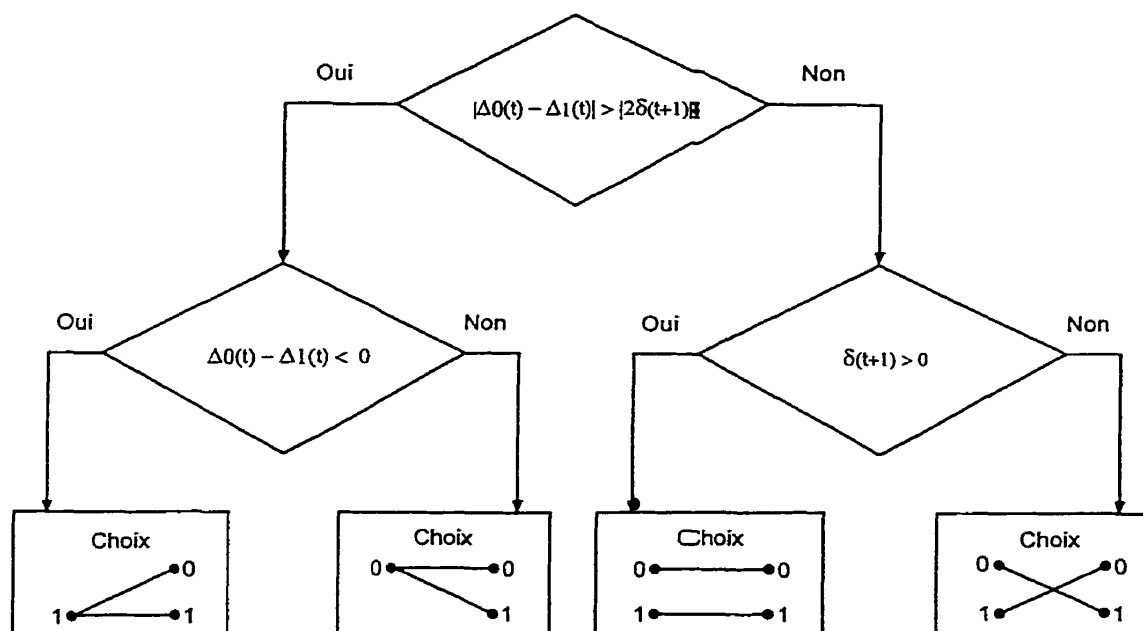 Oui
Non
|Δ0(t) − Δ1(t)| > |2δ(t+1)|
Oui
Non
Oui
Non
Δ0(t) − Δ1(t) < 0
δ(t+1) > 0
Choix
0
1
1
Choix
0
0
1
Choix
0
0
1
1
Choix
0
0
1
1